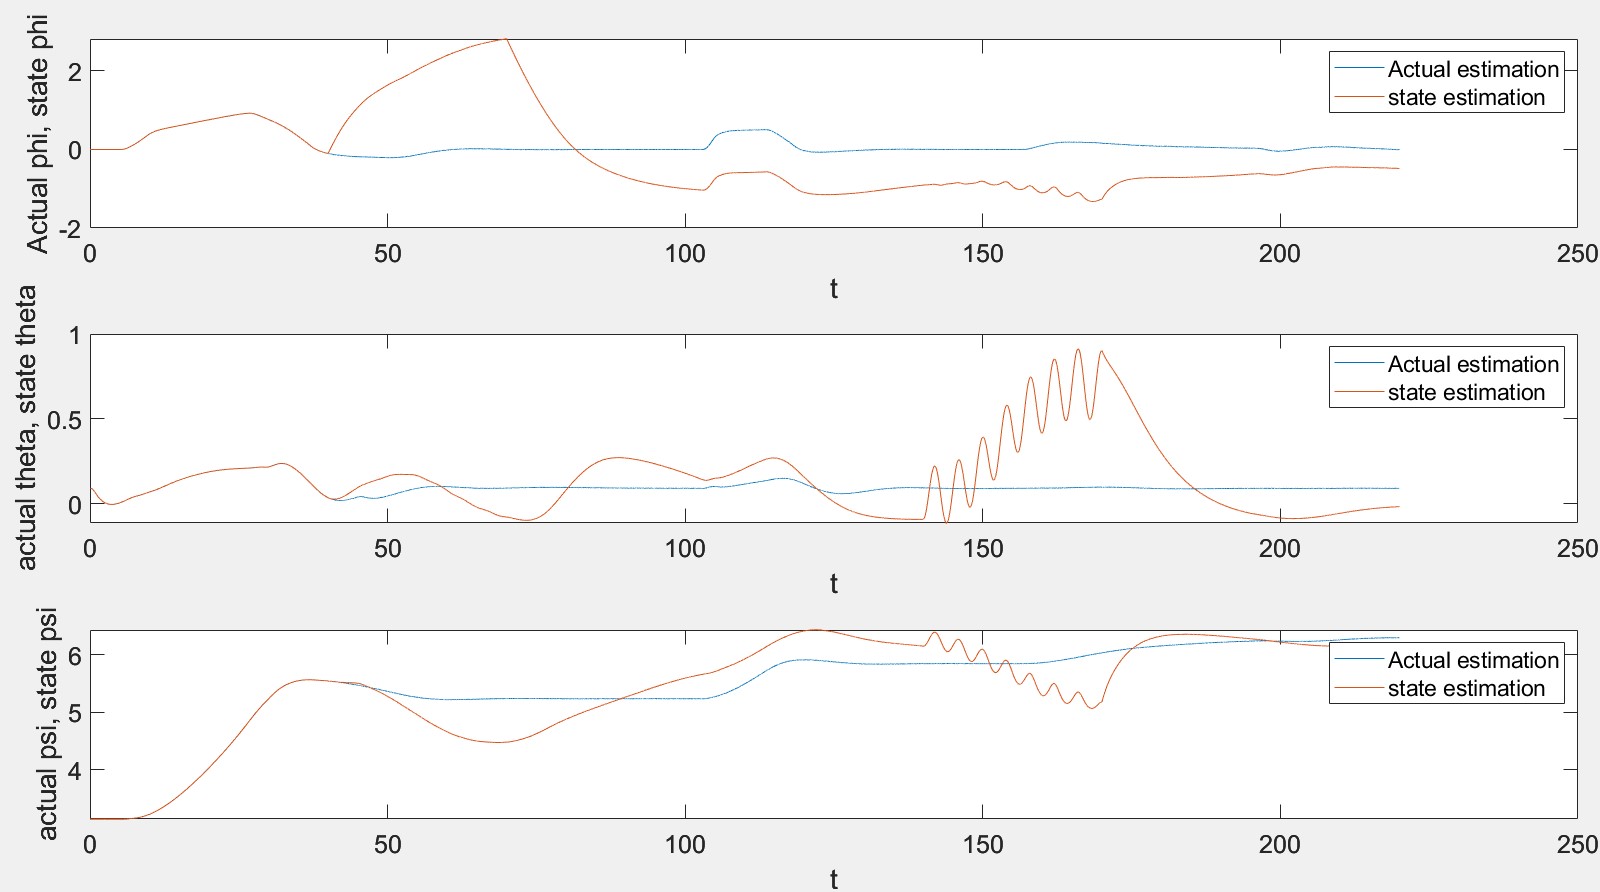 Actual phi, state phi
2
0
-2
Actual estimation
state estimation
0 50 100 150 200 250
t
actual theta, state theta
1
0.5
0
Actual estimation
state estimation
0 50 100 150 200 250
t
actual psi, state psi
6
5
4
Actual estimation
state estimation
0 50 100 150 200 250
t